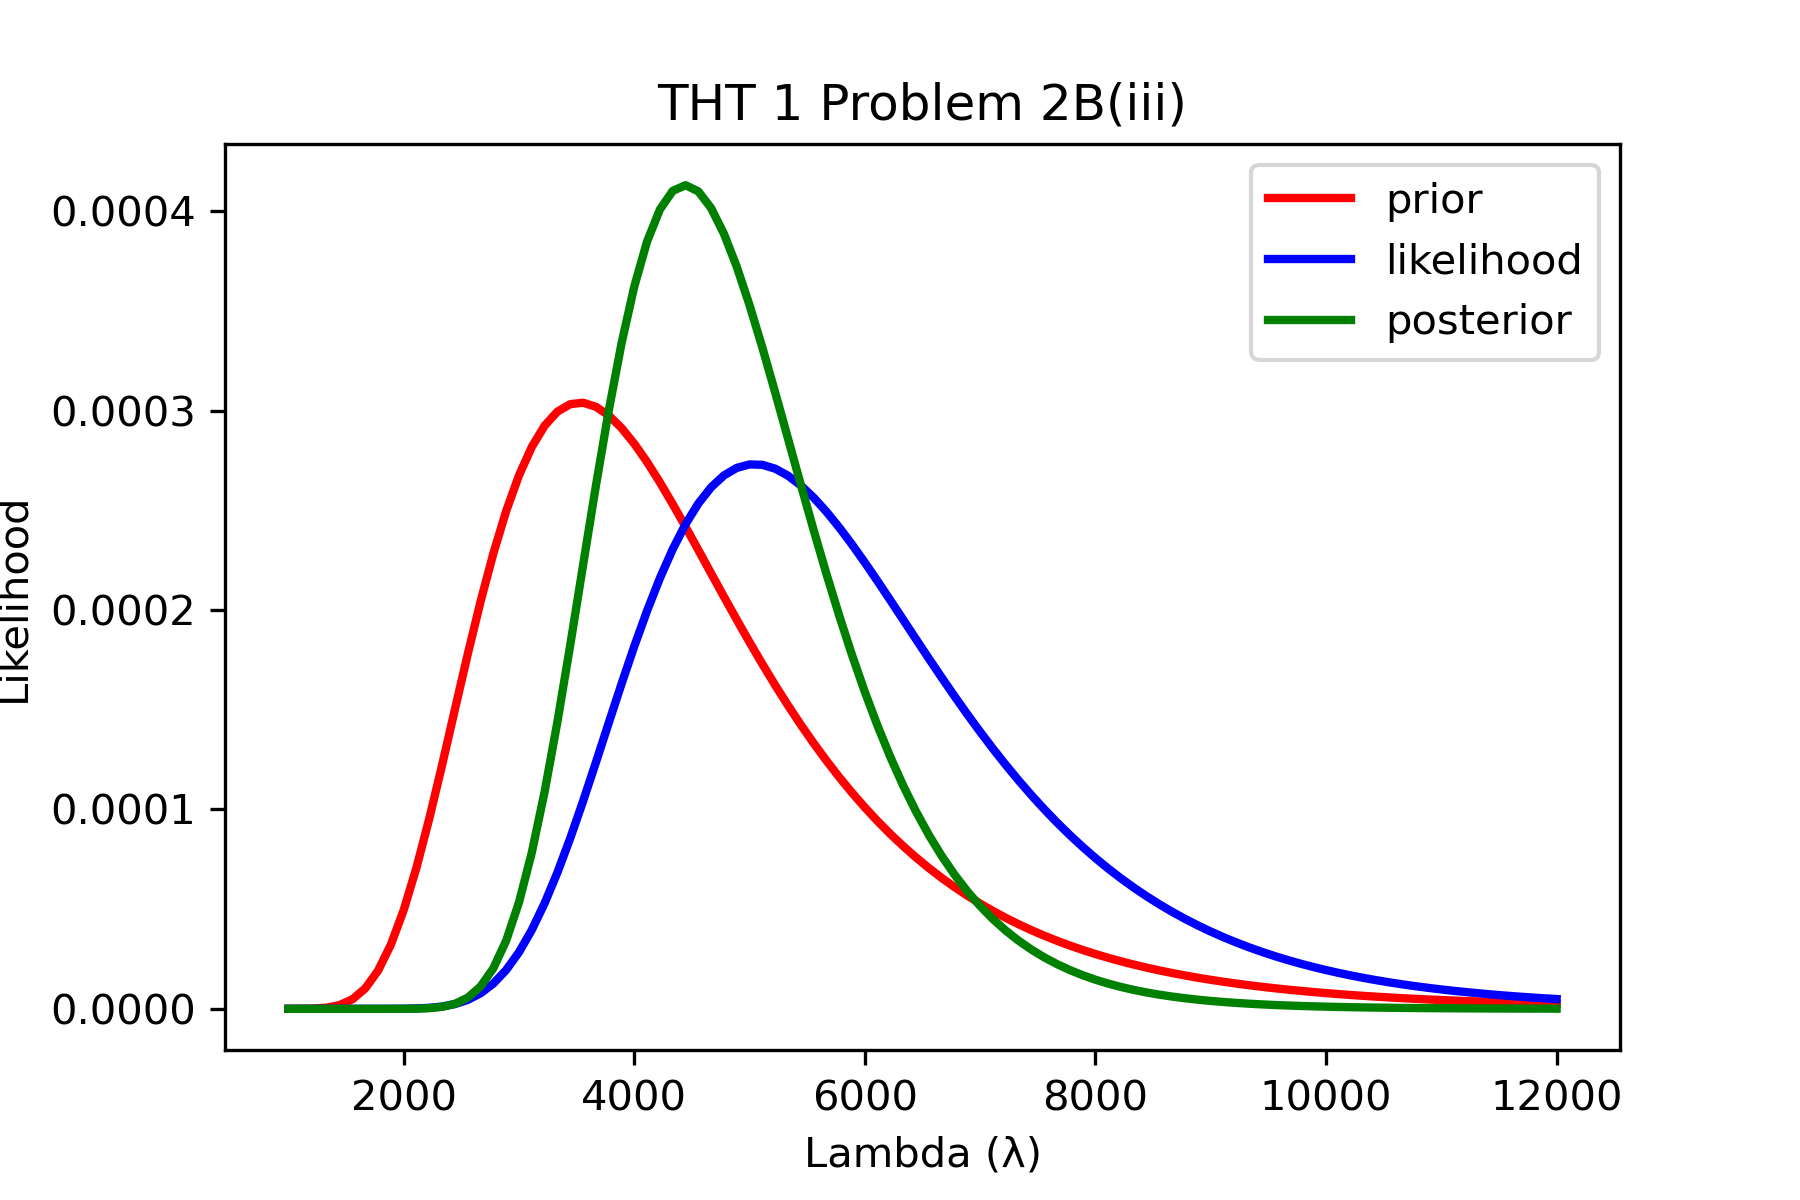 THT 1 Problem 2B(iii)
prior
likelihood
posterior
Likelihood
0.0004
0.0003
0.0002
0.0001
0.0000
2000 4000 6000 8000 10000 12000
Lambda (λ)